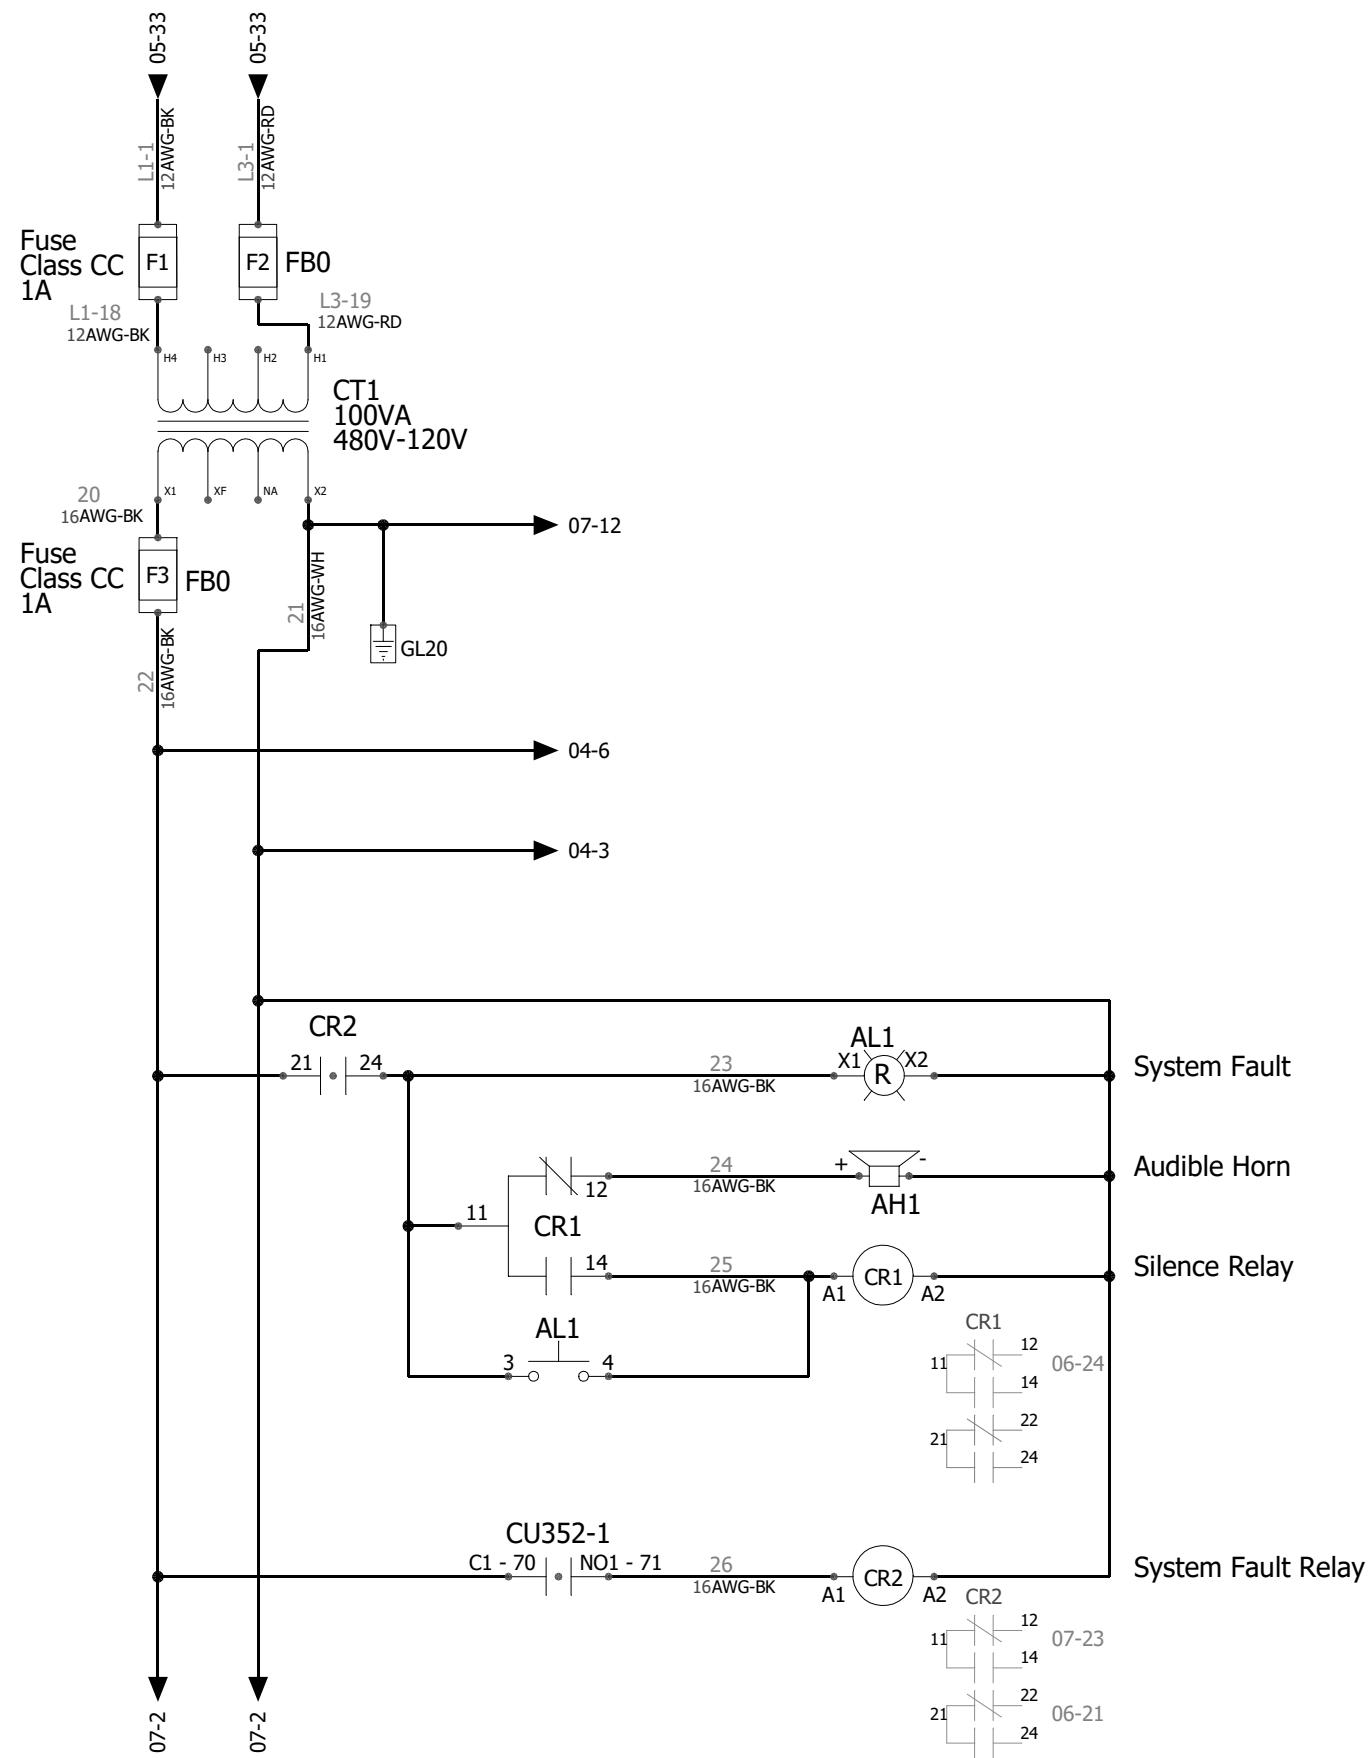 05-33
05-33
L1-1
12AWG-BK
L3-1
12AWG-RD
Fuse
Class CC
1A
F1
F2
FB0
L1-18
12AWG-BK
L3-19
12AWG-RD
H4
H3
H2
H1
CT1
100VA
480V-120V
X1
XF
NA
X2
20
16AWG-BK
Fuse
Class CC
1A
F3
FB0
07-12
21
16AWG-WH
GL20
22
16AWG-BK
04-6
04-3
CR2
21
24
23
16AWG-BK
AL1
X1
X2
R
System Fault
24
16AWG-BK
+
-
AH1
Audible Horn
12
11
CR1
14
25
16AWG-BK
CR1
A1
A2
Silence Relay
AL1
3
4
CR1
12
11
06-24
14
22
21
24
CU352-1
C1 - 70
NO1 - 71
26
16AWG-BK
CR2
A1
A2
System Fault Relay
CR2
12
11
07-23
14
22
21
06-21
24
07-2
07-2